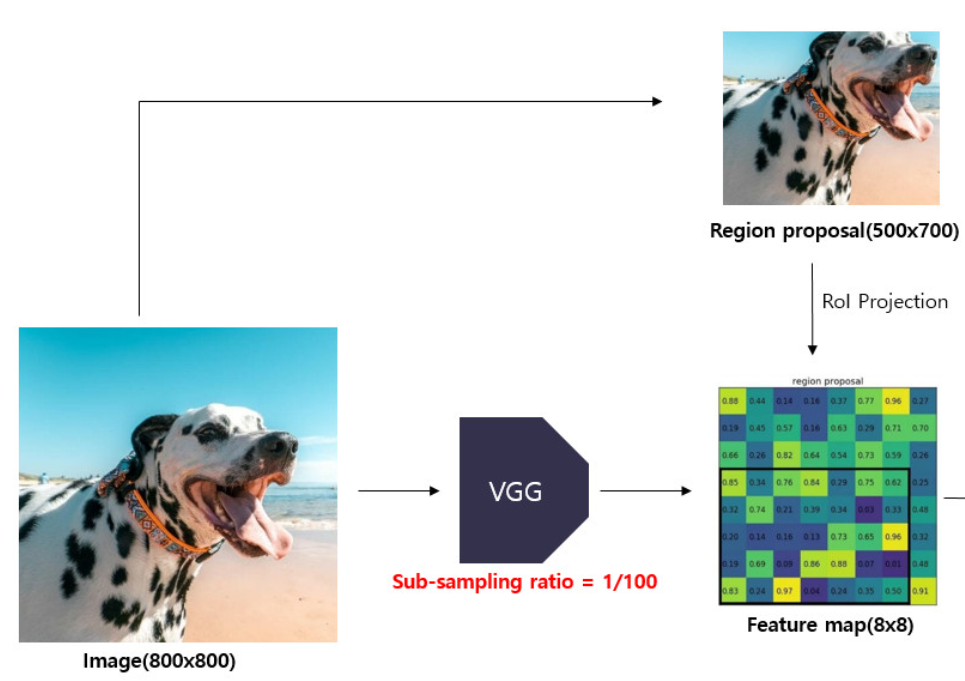 Region proposal(500x700)
RoI Projection
region proposal
0.88 0.44 0.14 0.16 0.37 0.77 0.96 0.27
0.19 0.45 0.57 0.16 0.63 0.29 0.71 0.70
0.66 0.26 0.82 0.64 0.54 0.73 0.59 0.26
0.85 0.34 0.76 0.84 0.29 0.75 0.62 0.25
0.32 0.74 0.21 0.39 0.34 0.03 0.33 0.48
0.20 0.14 0.16 0.13 0.73 0.65 0.96 0.32
0.19 0.69 0.09 0.86 0.88 0.07 0.01 0.48
0.83 0.24 0.97 0.04 0.24 0.35 0.50 0.91
VGG
Sub-sampling ratio = 1/100
Feature map(8x8)
Image(800x800)